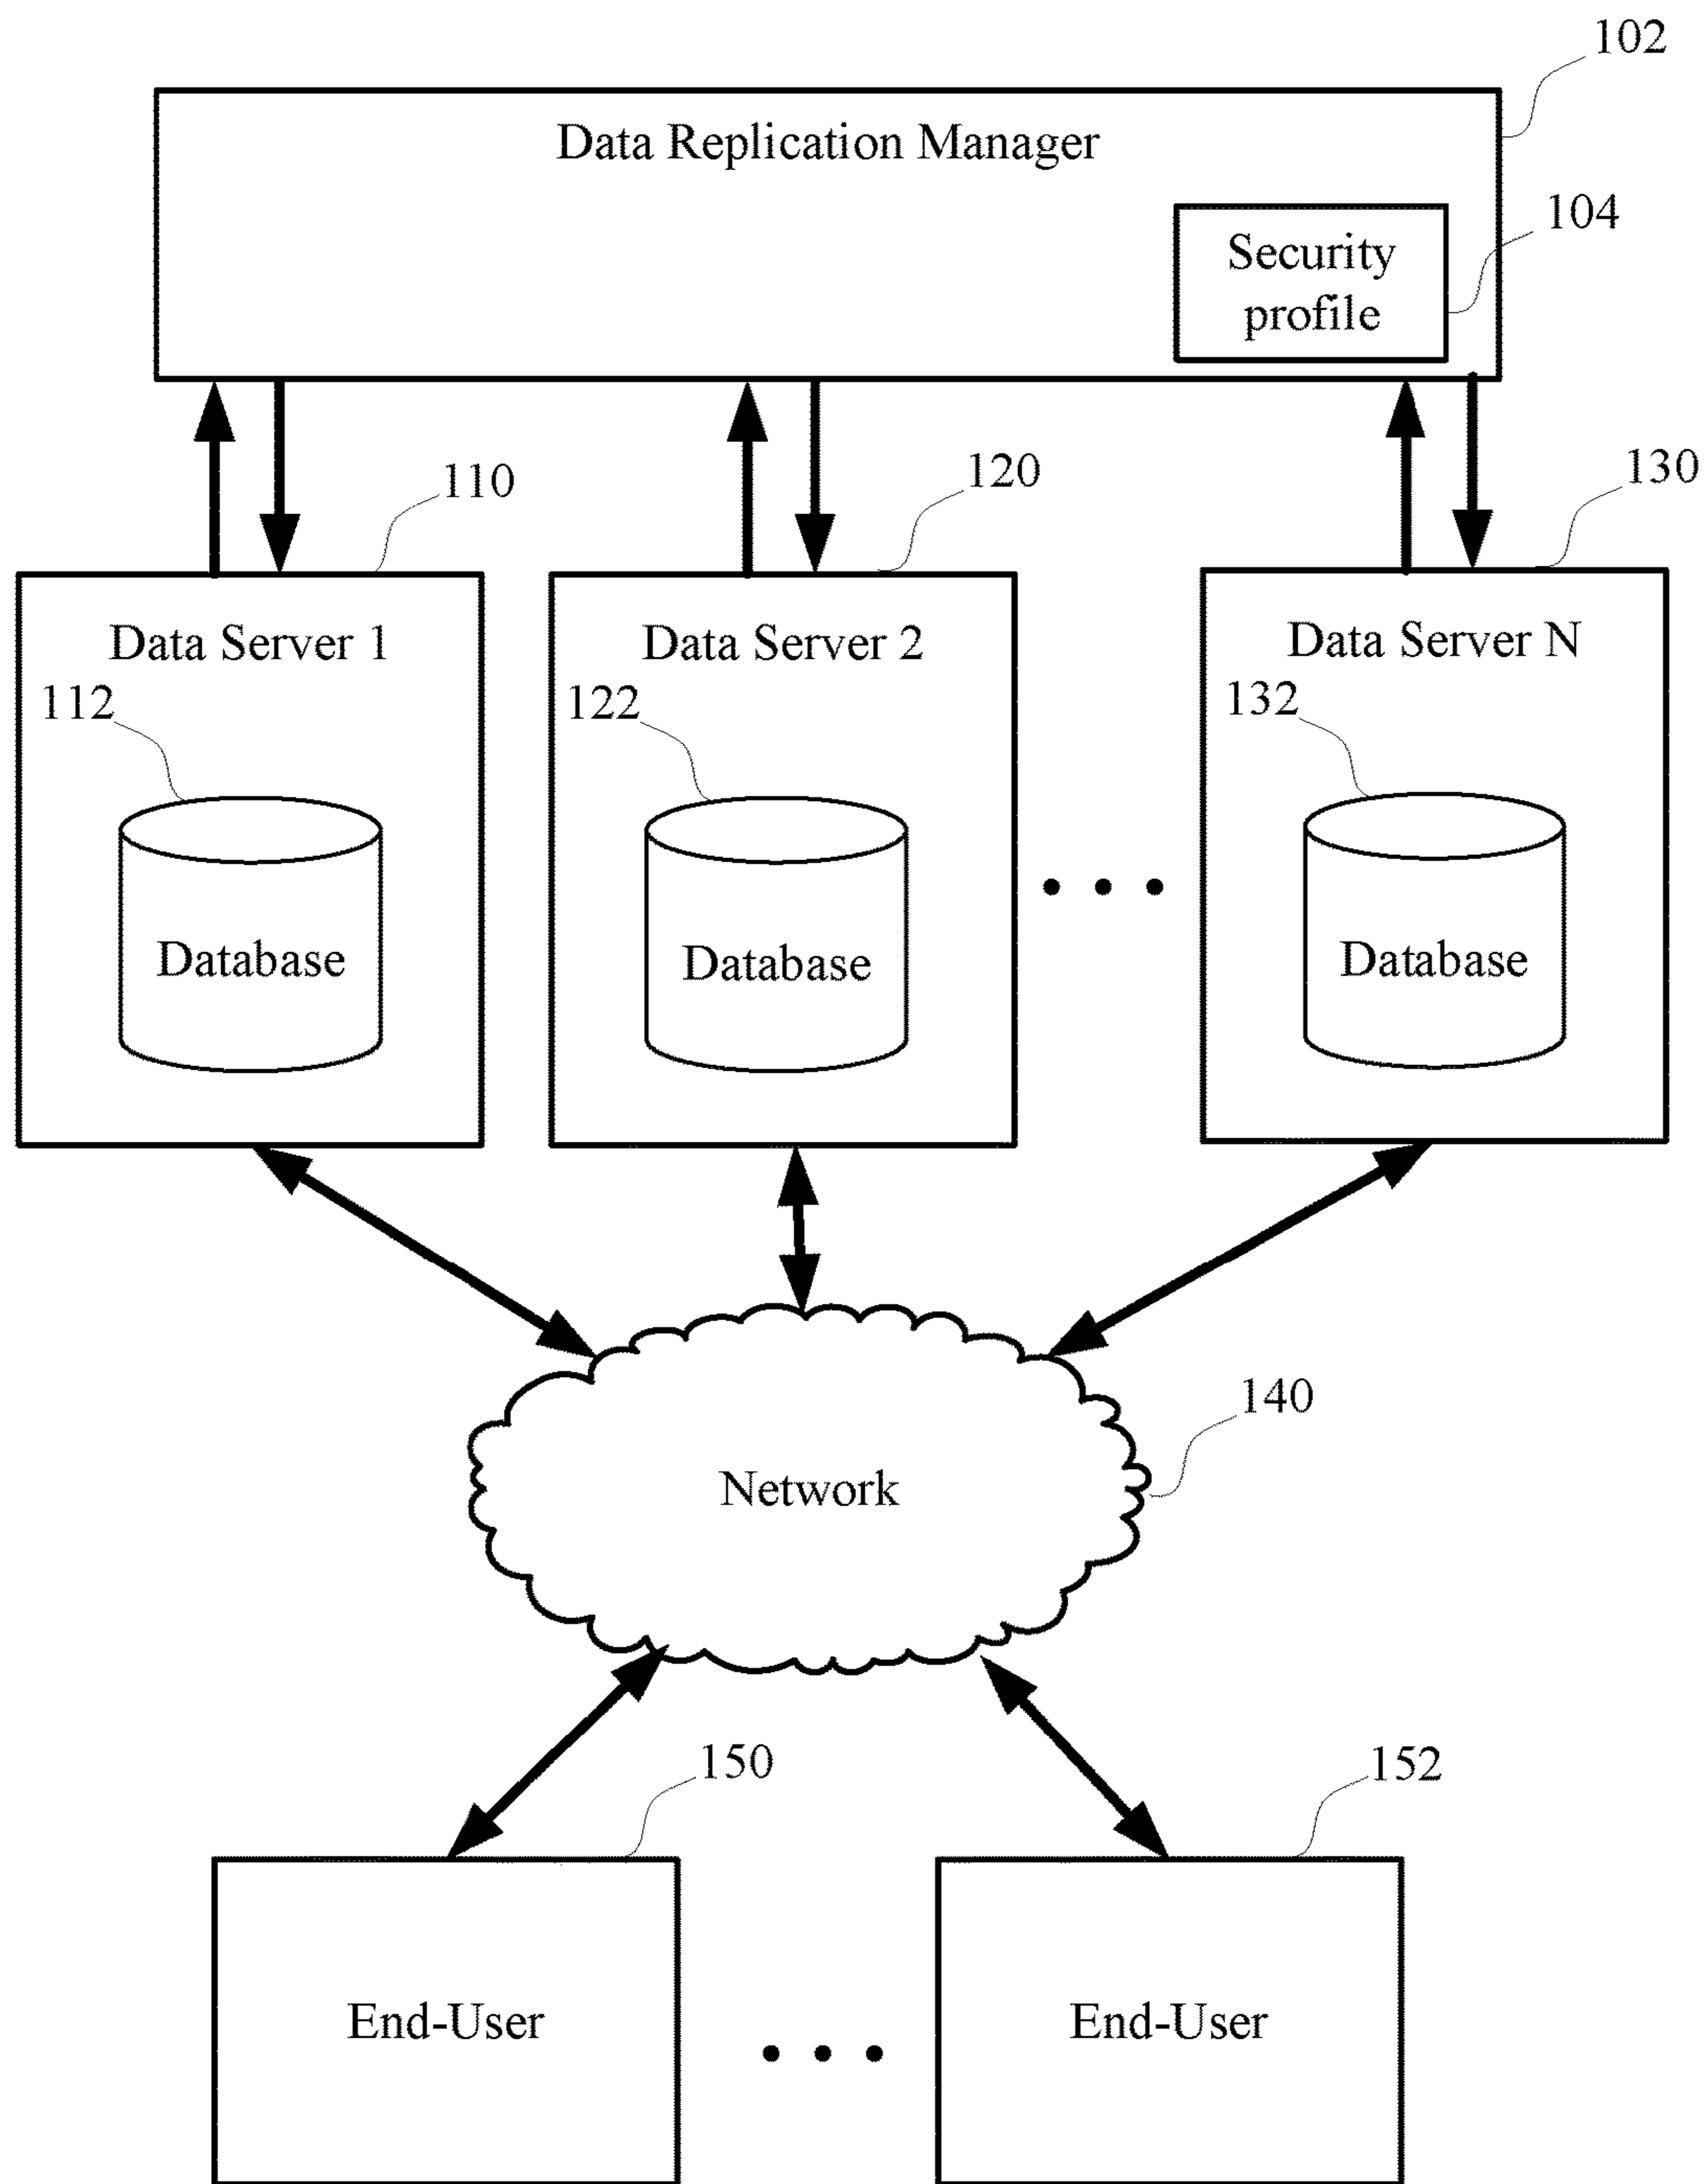 102
Data Replication Manager
104
Security
profile
110
120
130
Data Server 1
Data Server 2
Data Server N
112
122
132
Database
Database
Database
140
Network
150
152
End-User
End-User